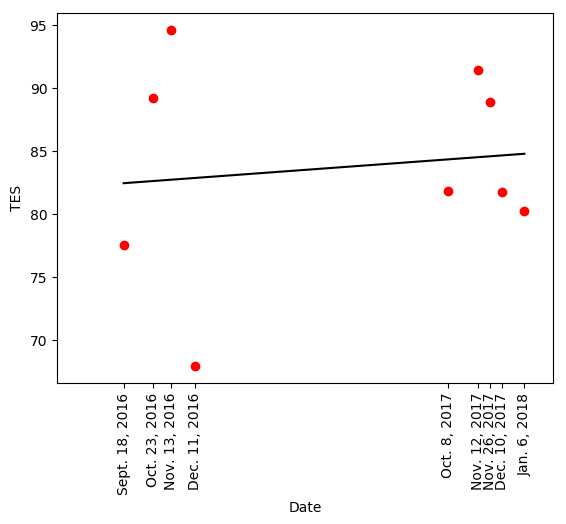 95
90
85
80
75
70
TES
Sept. 18, 2016
Oct. 23, 2016
Nov. 13, 2016
Dec. 11, 2016
Oct. 8, 2017
Nov. 12, 2017
Nov. 26, 2017
Dec. 10, 2017
Jan. 6, 2018
Date